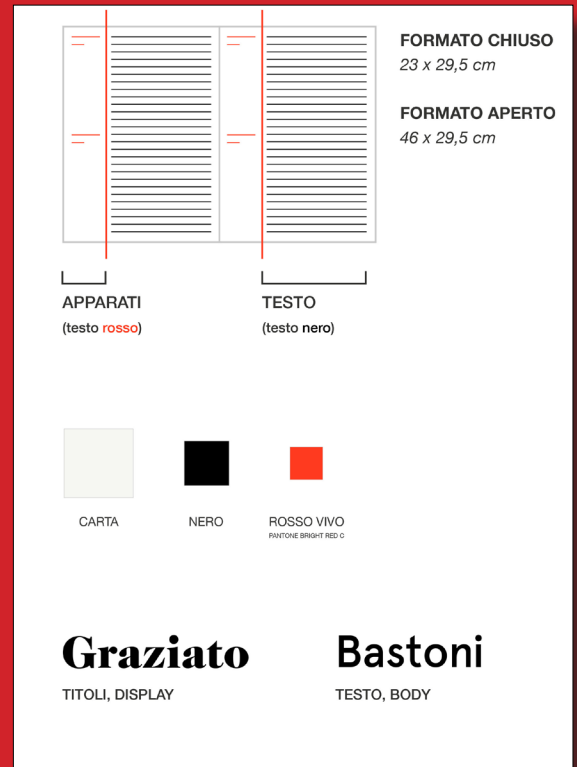 FORMATO CHIUSO
23 x 29,5 cm
FORMATO APERTO
46 x 29,5 cm
APPARATI
(testo rosso)
TESTO
(testo nero)
CARTA
NERO
ROSSO VIVO
PANTONE BRIGHT RED C
Graziato
TITOLI, DISPLAY
Bastoni
TESTO, BODY